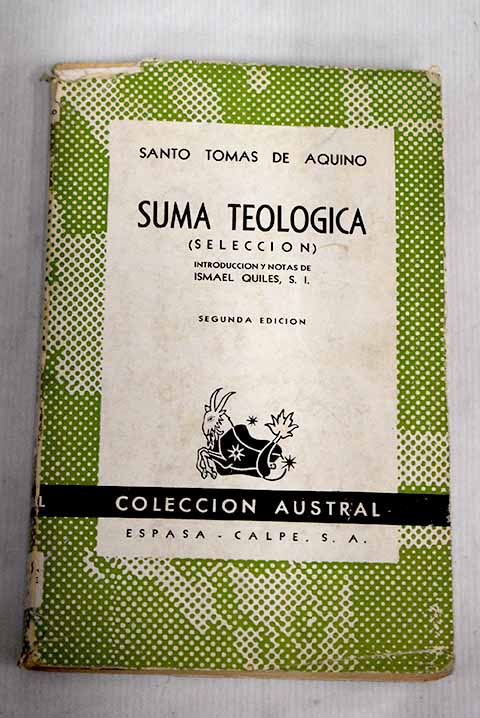 SANTO TOMAS DE AQUINO
SUMA TEOLOGICA
(SELECCION)
INTRODUCCION Y NOTAS DE
ISMAEL QUILES, S. I.
SEGUNDA EDICION
COLECCION AUSTRAL
ESPASA - CALPE. S. A.
L